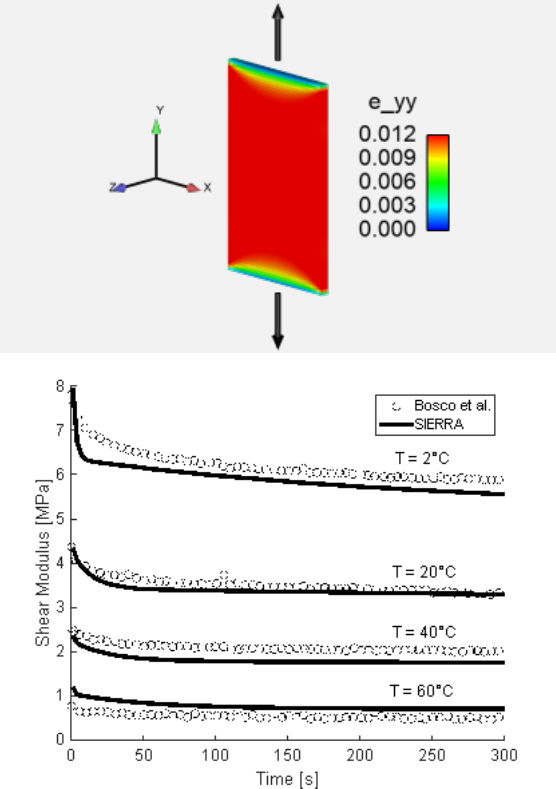 Y
Z
X
e_yy
0.012
0.009
0.006
0.003
0.000
8
7
6
5
4
3
2
1
0
Shear Modulus [MPa]
Bosco et al.
SIERRA
T = 2°C
T = 20°C
T = 40°C
T = 60°C
0 50 100 150 200 250 300
Time [s]